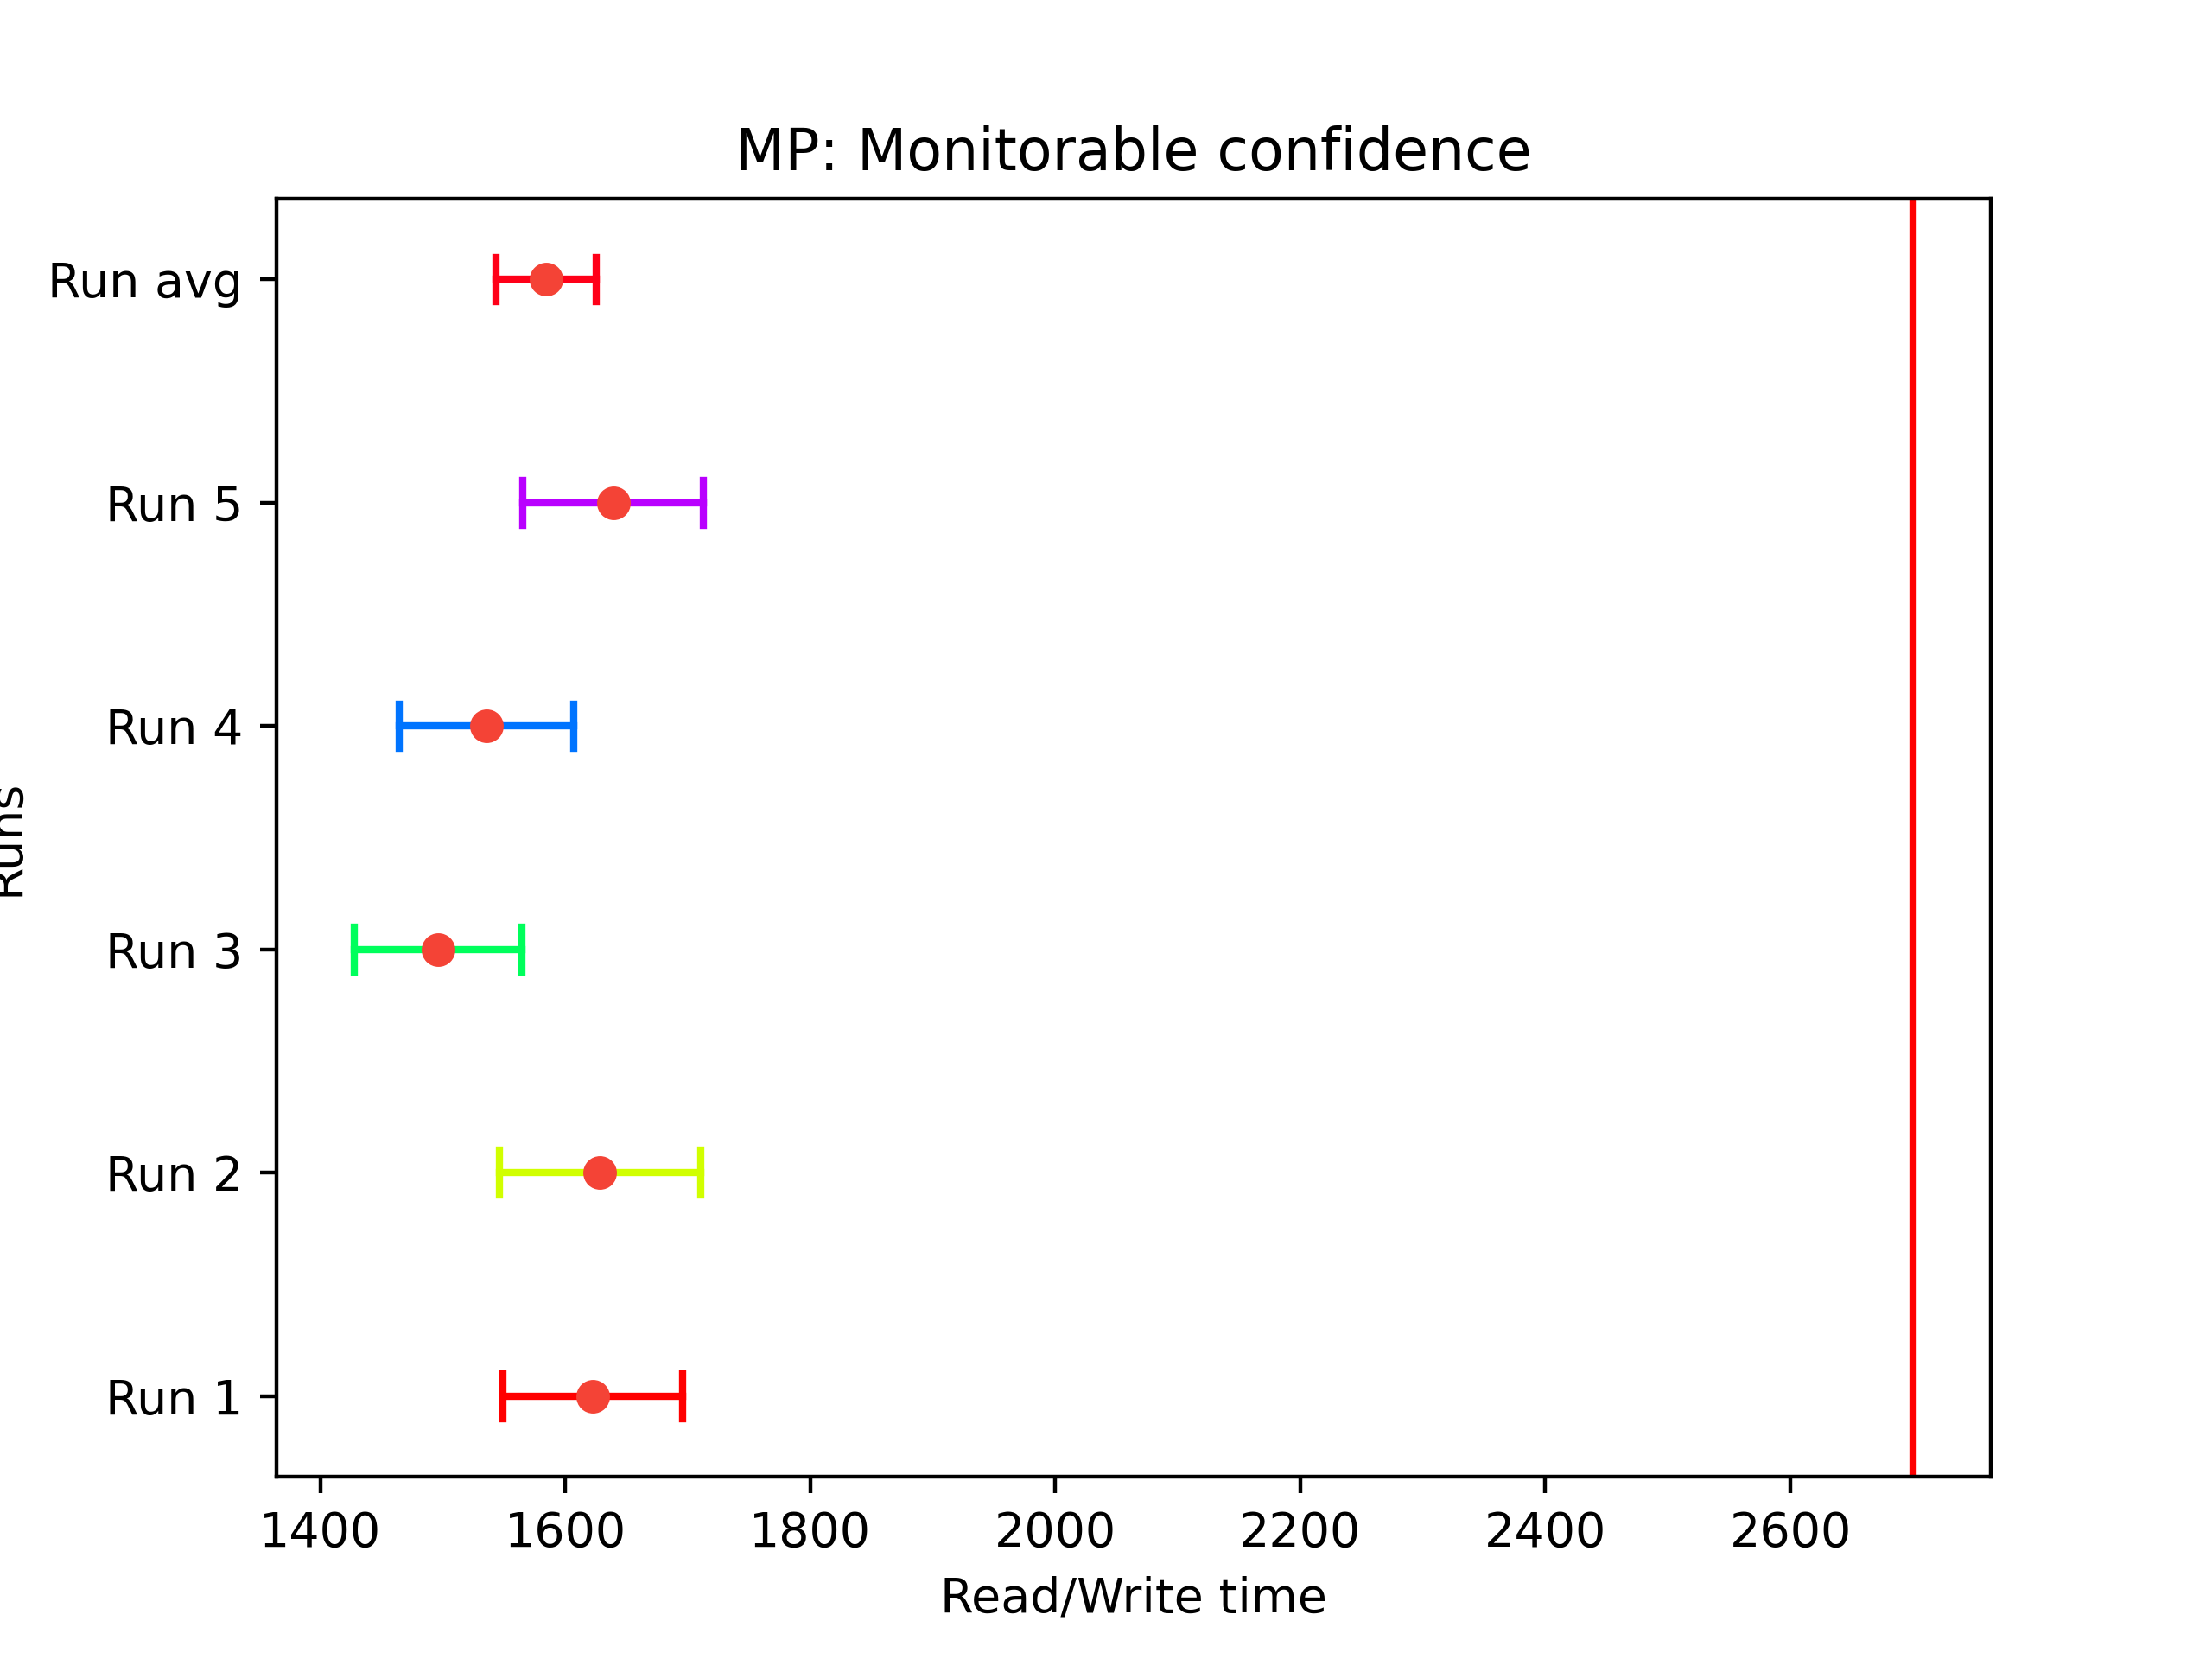 MP: Monitorable confidence
Run avg
Run 5
Run 4
Runs
Run 3
Run 2
Run 1
1400 1600 1800 2000 2200 2400 2600
Read/Write time